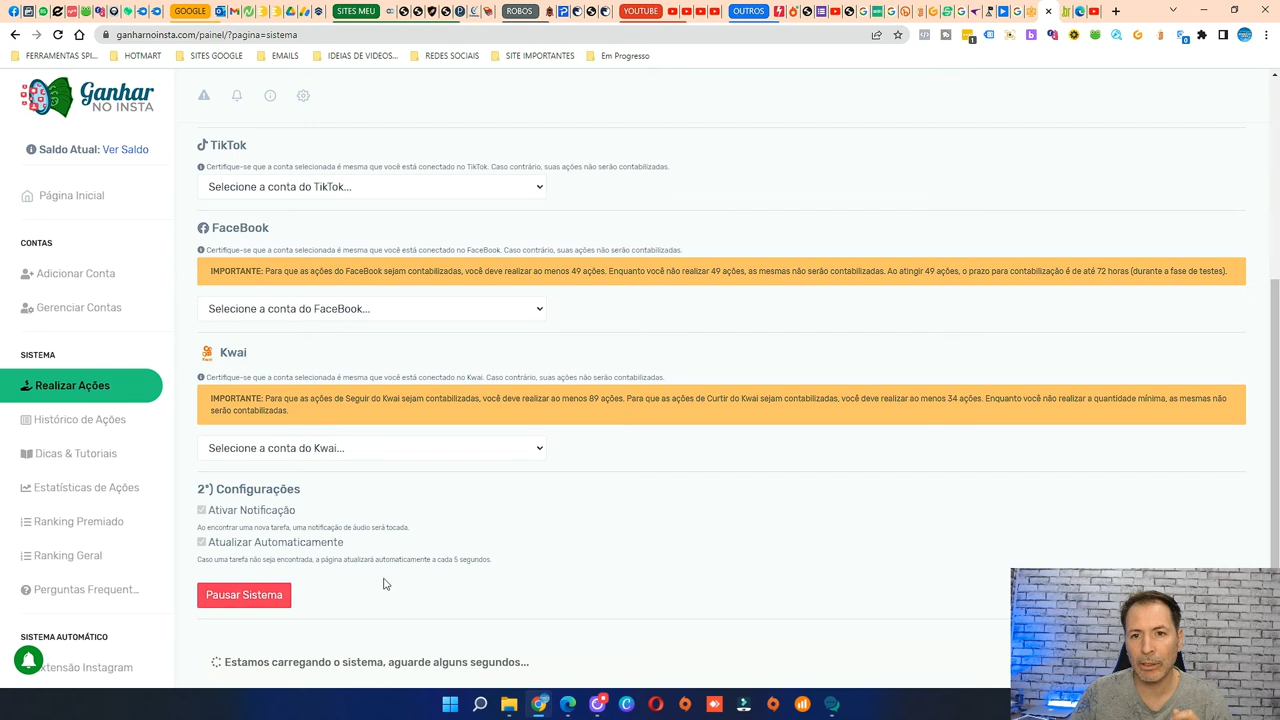 GOOGLE
SITES MEU
ROBOS
YOUTUBE
OUTROS
ganharnoinsta.com/painel/?pagina=sistema
FERRAMENTAS SPI...
HOTMART
SITES GOOGLE
EMAILS
IDEIAS DE VIDEOS...
REDES SOCIAIS
SITE IMPORTANTES
Em Progresso
Ganhar
NO INSTA
Saldo Atual: Ver Saldo
Página Inicial
CONTAS
Adicionar Conta
Gerenciar Contas
SISTEMA
Realizar Ações
Histórico de Ações
Dicas & Tutoriais
Estatísticas de Ações
Ranking Premiado
Ranking Geral
Perguntas Frequent...
SISTEMA AUTOMÁTICO
xtensão Instagram
TikTok
Certifique-se que a conta selecionada é mesma que você está conectado no TikTok. Caso contrário, suas ações não serão contabilizadas.
Selecione a conta do TikTok...
FaceBook
Certifique-se que a conta selecionada é mesma que você está conectado no FaceBook. Caso contrário, suas ações não serão contabilizadas.
IMPORTANTE: Para que as ações do FaceBook sejam contabilizadas, você deve realizar ao menos 49 ações. Enquanto você não realizar 49 ações, as mesmas não serão contabilizadas. Ao atingir 49 ações, o prazo para contabilização é de até 72 horas (durante a fase de testes).
Selecione a conta do FaceBook...
Kwai
Certifique-se que a conta selecionada é mesma que você está conectado no Kwai. Caso contrário, suas ações não serão contabilizadas.
IMPORTANTE: Para que as ações de Seguir do Kwai sejam contabilizadas, você deve realizar ao menos 89 ações. Para que as ações de Curtir do Kwai sejam contabilizadas, você deve realizar ao menos 34 ações. Enquanto você não realizar a quantidade mínima, as mesmas não
serão contabilizadas.
Selecione a conta do Kwai...
2º) Configurações
Ativar Notificação
Ao encontrar uma nova tarefa, uma notificação de áudio será tocada.
Atualizar Automaticamente
Caso uma tarefa não seja encontrada, a página atualizará automaticamente a cada 5 segundos.
Pausar Sistema
Estamos carregando o sistema, aguarde alguns segundos...